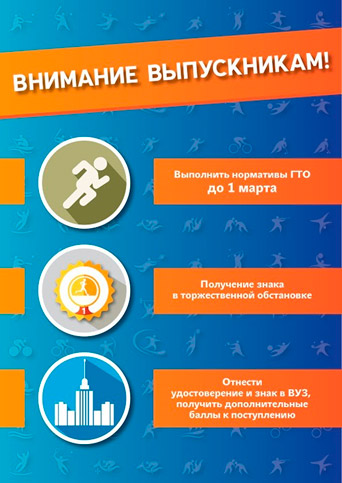 ВНИМАНИЕ ВЫПУСКНИКАМ!
Выполнить нормативы ГТО
до 1 марта
1
Получение знака
в торжественной обстановке
Отнести
удостоверение и знак в ВУЗ,
получить дополнительные
баллы к поступлению